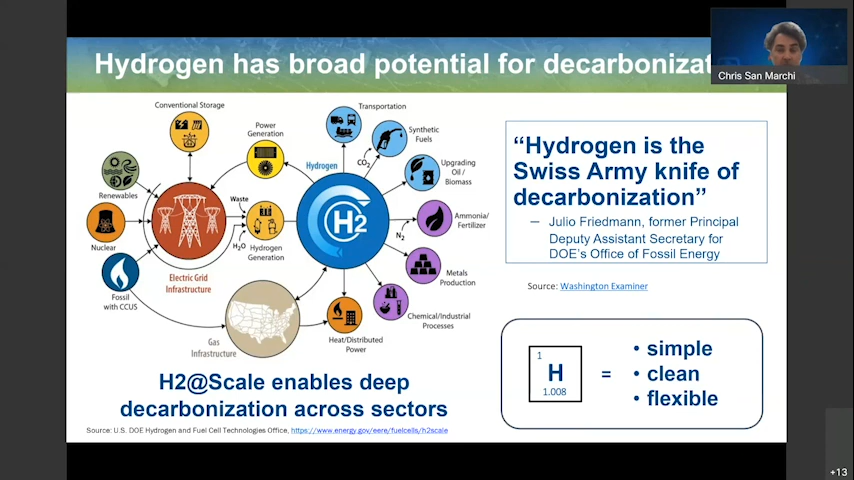 Hydrogen has broad potential for decarbonizat
Chris San Marchi
Conventional Storage
Power
Generation
Transportation
Synthetic
Fuels
Hydrogen
CO2
Upgrading
Oil /
Biomass
Renewables
Waste
H2
Ammonia/
Fertilizer
N2
Nuclear
H2O
Hydrogen
Generation
Metals
Production
Electric Grid
Infrastructure
Fossil
with CCUS
Chemical/Industrial
Processes
Gas
Infrastructure
Heat/Distributed
Power
H2@Scale enables deep
decarbonization across sectors
Source: U.S. DOE Hydrogen and Fuel Cell Technologies Office, https://www.energy.gov/eere/fuelcells/h2scale
“Hydrogen is the
Swiss Army knife of
decarbonization”
– Julio Friedmann, former Principal
Deputy Assistant Secretary for
DOE's Office of Fossil Energy
Source: Washington Examiner
1
H
1.008
=
• simple
• clean
• flexible
+13